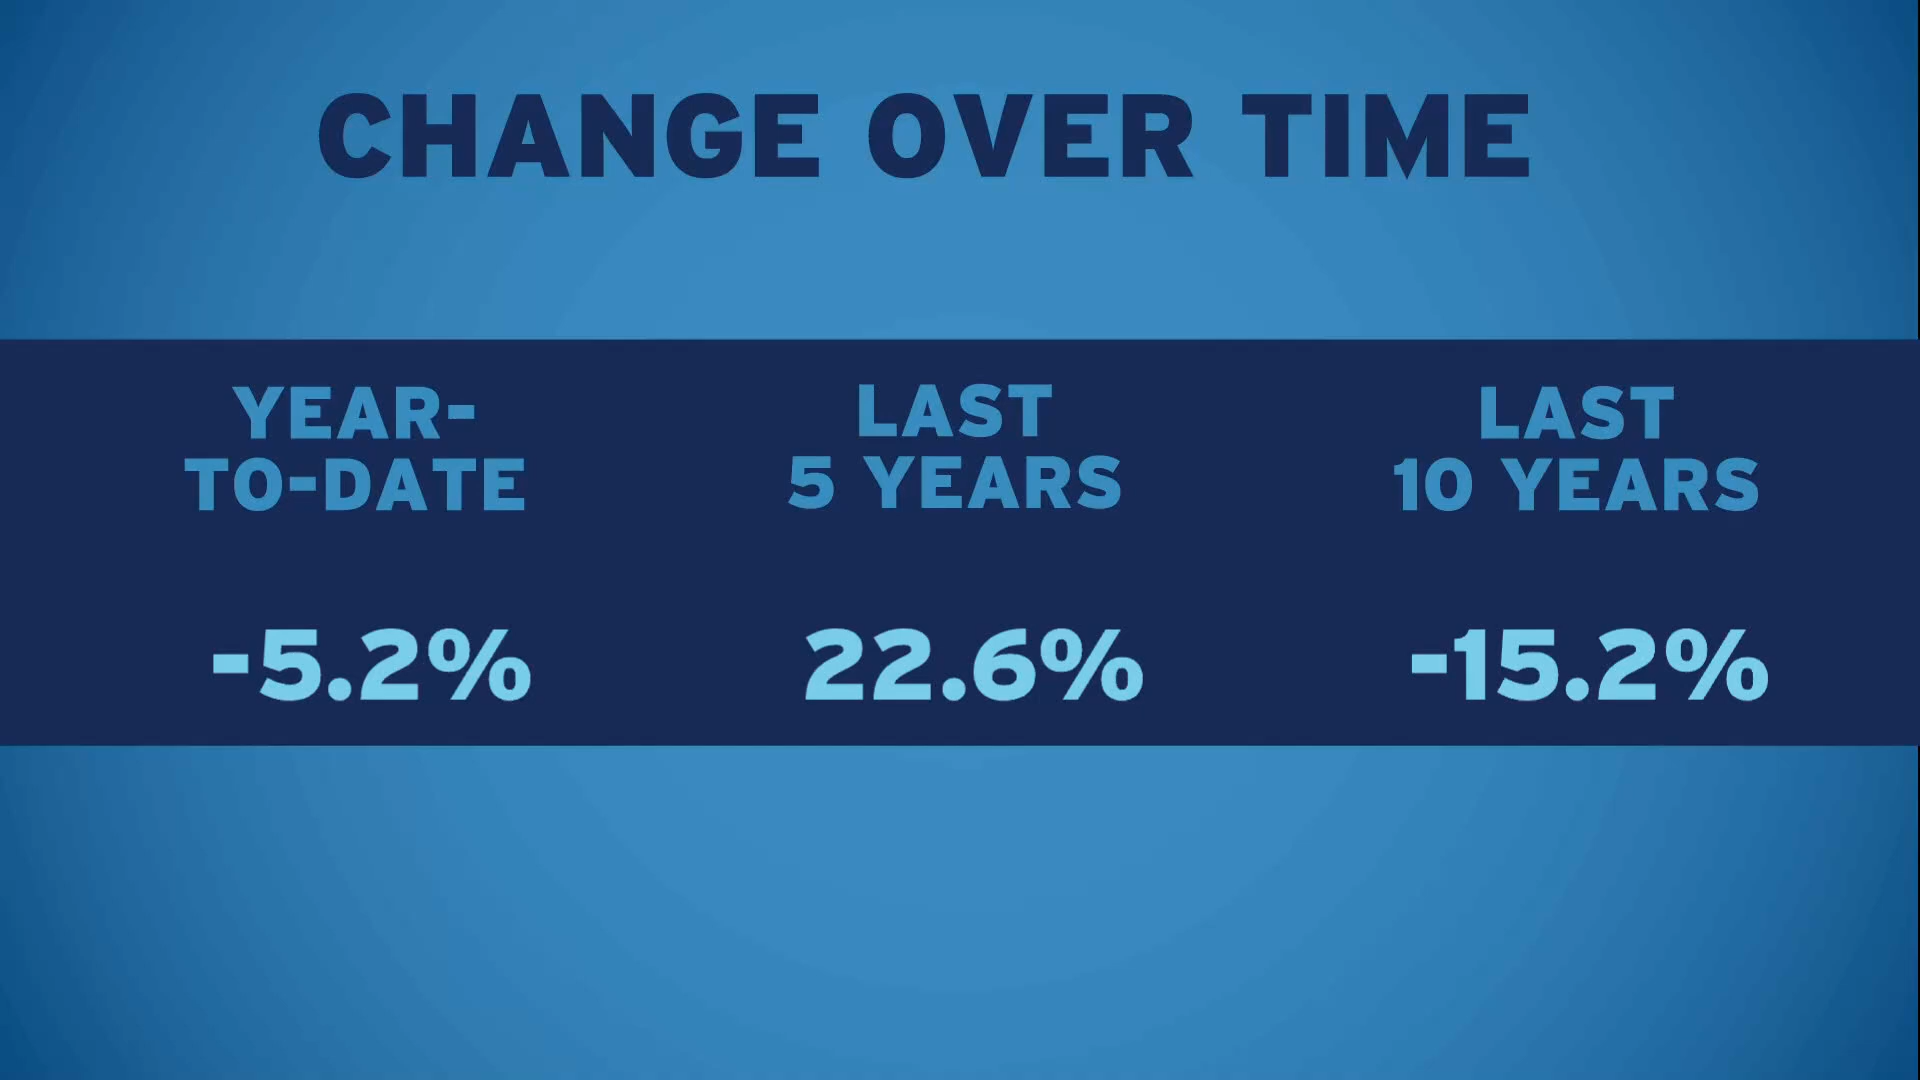 CHANGE OVER TIME
YEAR-
TO-DATE
LAST
5 YEARS
LAST
10 YEARS
-5.2%
22.6%
-15.2%